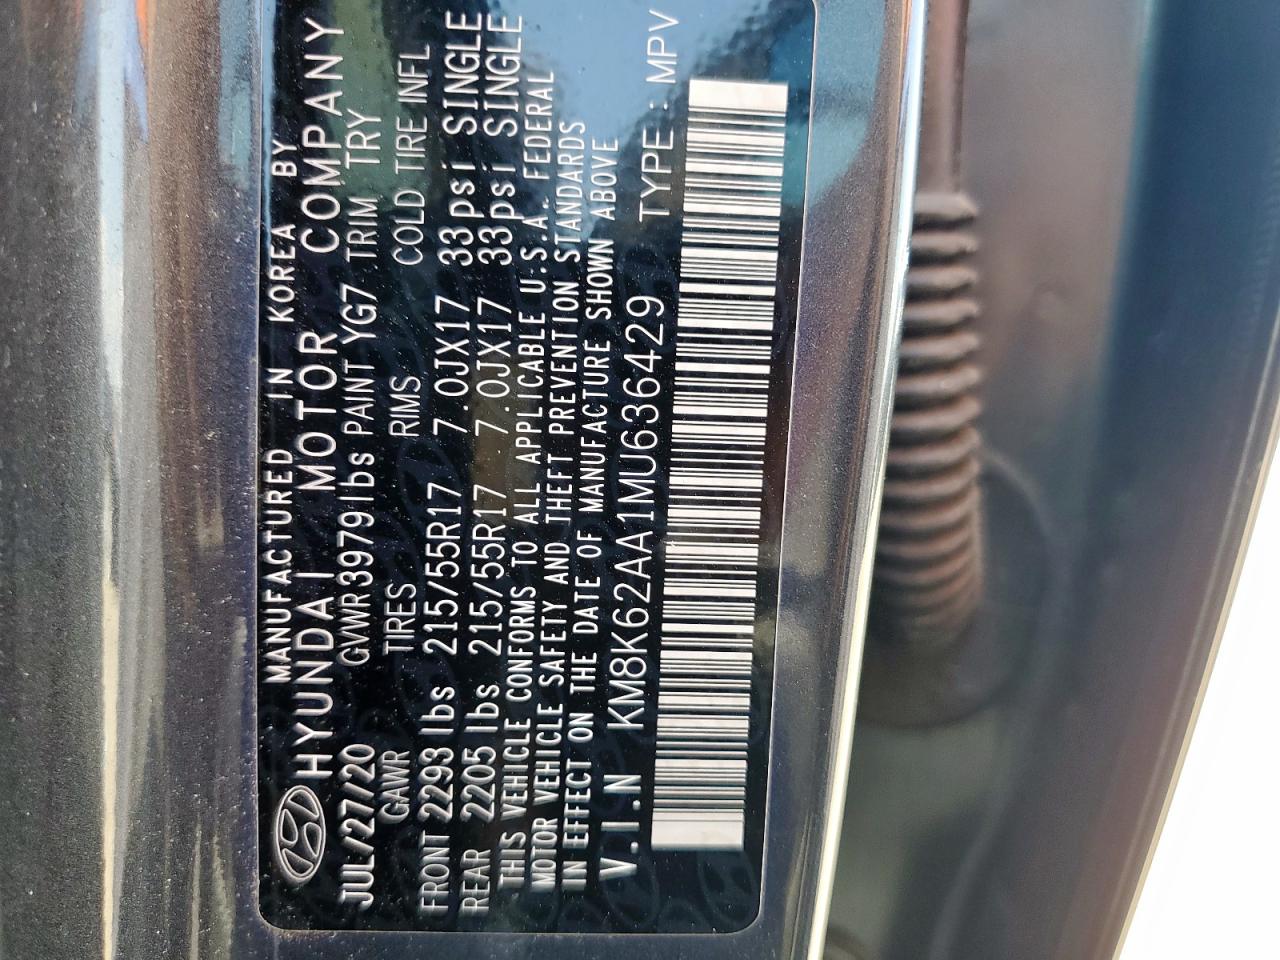 MANUFACTURED IN KOREA BY
HYUNDAI MOTOR COMPANY
JUL/27/20 GVWR3979lbs PAINT YG7 TRIM TRY
GAWR TIRES RIMS COLD TIRE INFL
FRONT 2293 lbs 215/55R17 7.0JX17 33psi SINGLE
REAR 2205 lbs 215/55R17 7.0JX17 33psi SINGLE
THIS VEHICLE CONFORMS TO ALL APPLICABLE U.S.A. FEDERAL
MOTOR VEHICLE SAFETY AND THEFT PREVENTION STANDARDS
IN EFFECT ON THE DATE OF MANUFACTURE SHOWN ABOVE
V.I.N KM8K62AA1MU636429 TYPE : MPV